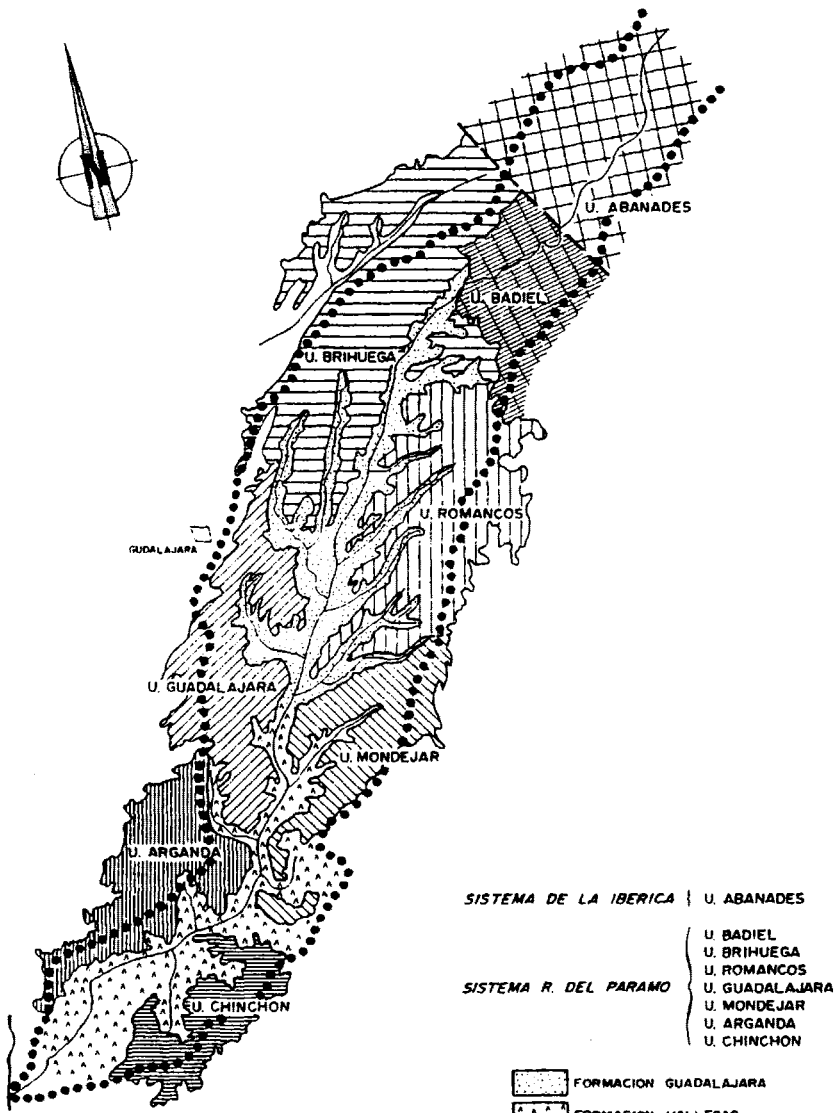 N
U. ABANADES
U. BADIEL
U. BRIHUEGA
U. ROMANCOS
GUDALAJARA
U. GUADALAJARA
U. MONDEJAR
U. ARGANDA
U. CHINCHON
SISTEMA DE LA IBERICA { U. ABANADES
SISTEMA R. DEL PARAMO
U. BADIEL
U. BRIHUEGA
U. ROMANCOS
U. GUADALAJARA
U. MONDEJAR
U. ARGANDA
U. CHINCHON
FORMACION GUADALAJARA
FORMACION